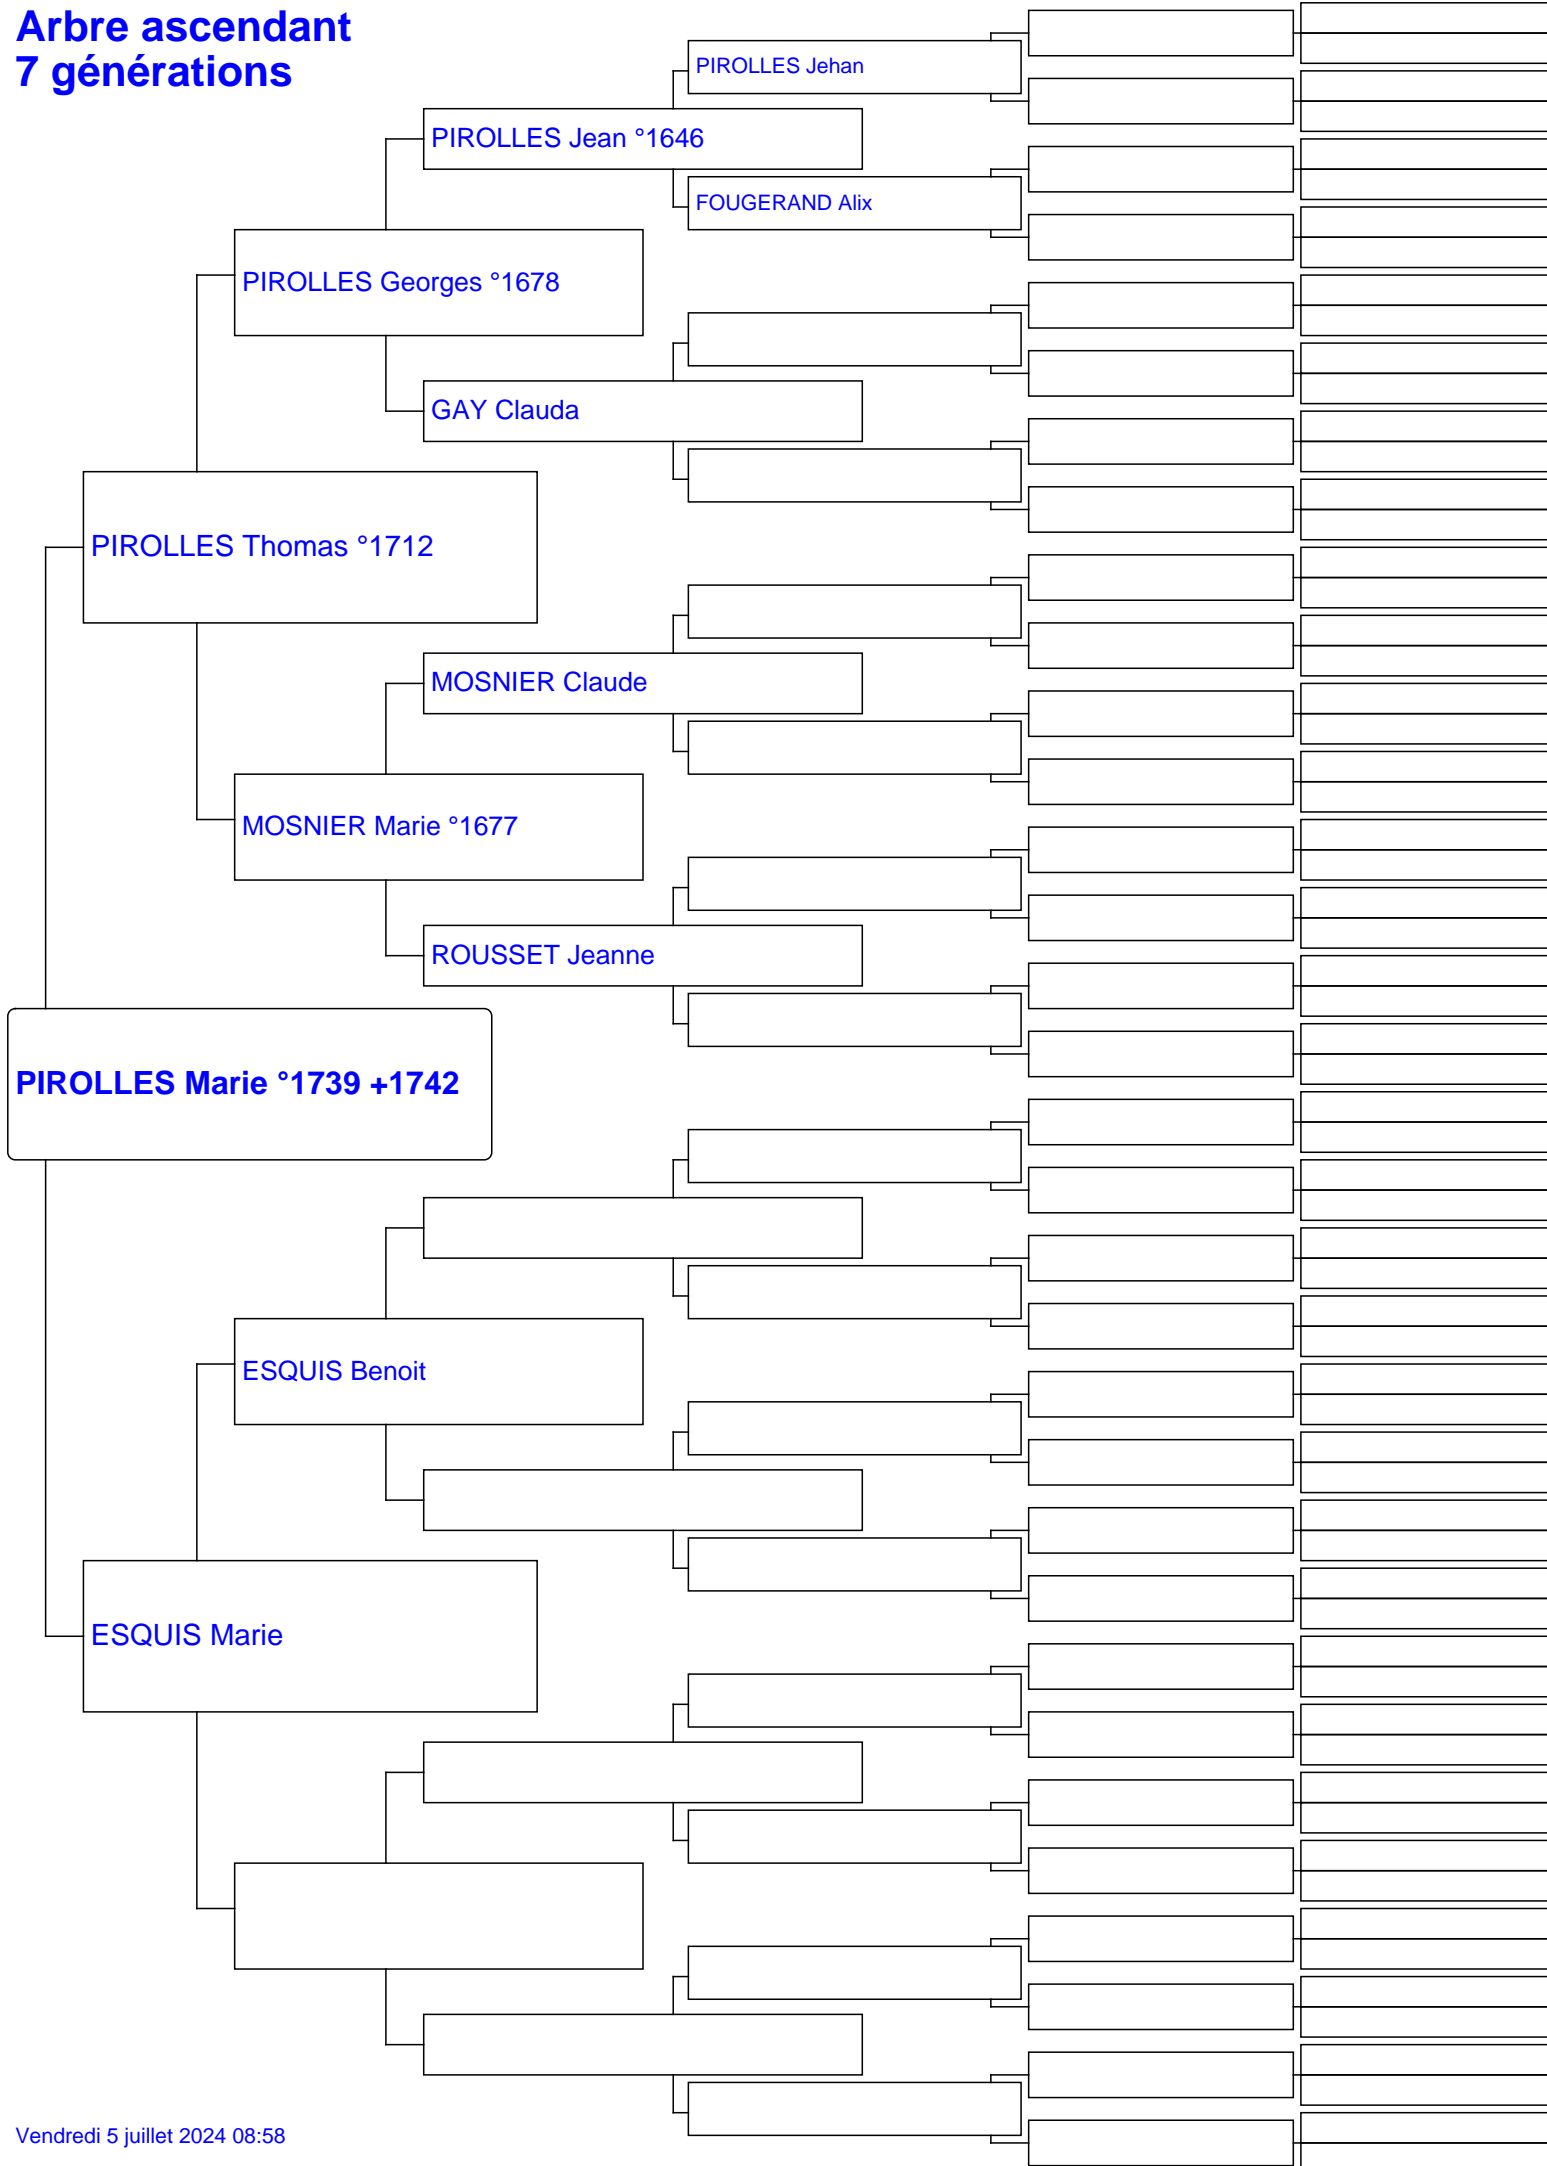 Arbre ascendant
7 générations
PIROLLES Jehan
PIROLLES Jean °1646
FOUGERAND Alix
PIROLLES Georges °1678
GAY Clauda
PIROLLES Thomas °1712
MOSNIER Claude
MOSNIER Marie °1677
ROUSSET Jeanne
PIROLLES Marie °1739 +1742
ESQUIS Benoit
ESQUIS Marie
Vendredi 5 juillet 2024 08:58